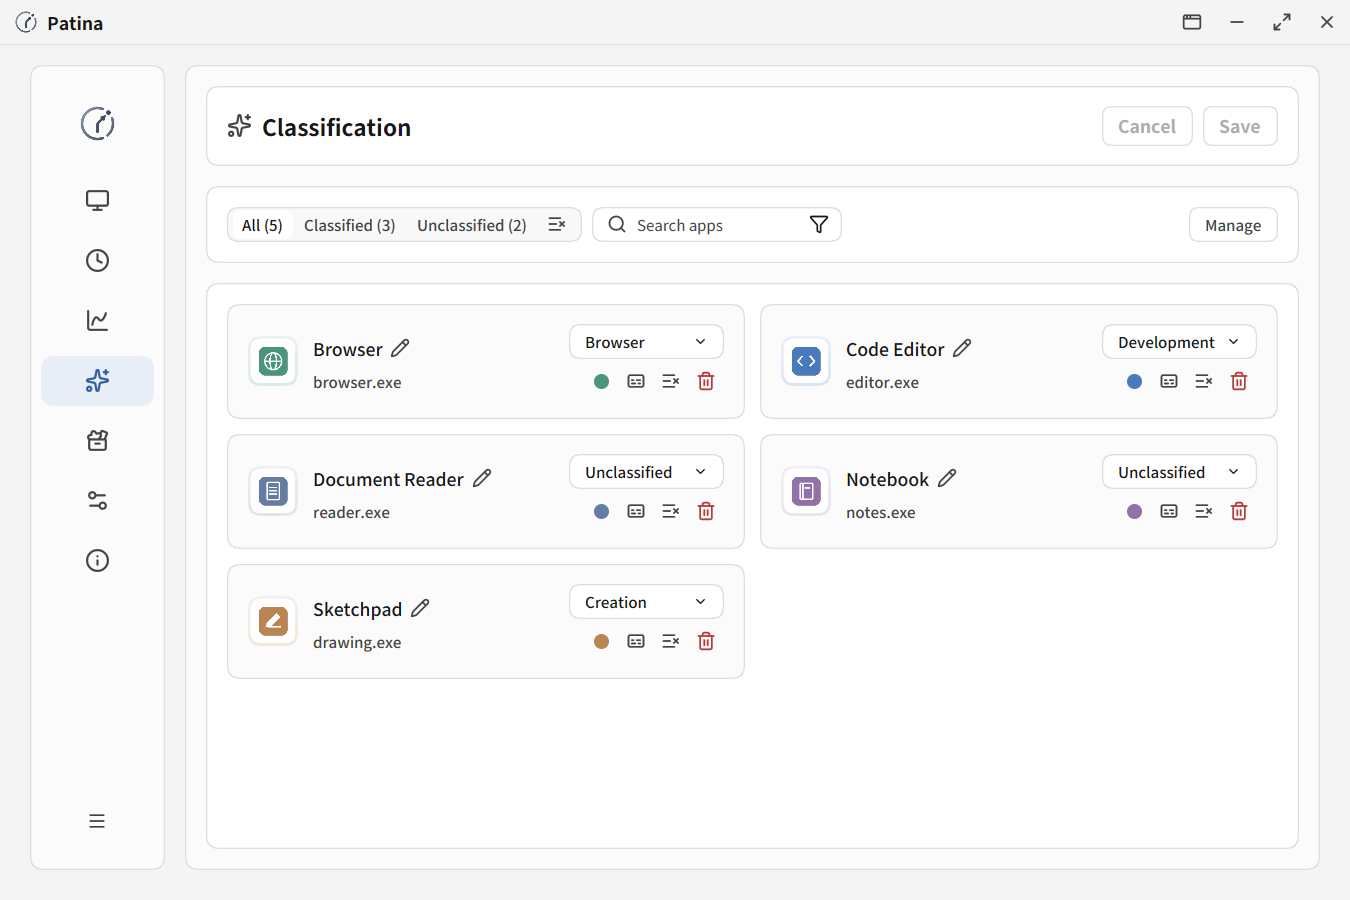 Patina
Classification
Cancel
Save
All (5)
Classified (3)
Unclassified (2)
Search apps
Manage
Browser
browser.exe
Browser
Code Editor
editor.exe
Development
Document Reader
reader.exe
Unclassified
Notebook
notes.exe
Unclassified
Sketchpad
drawing.exe
Creation